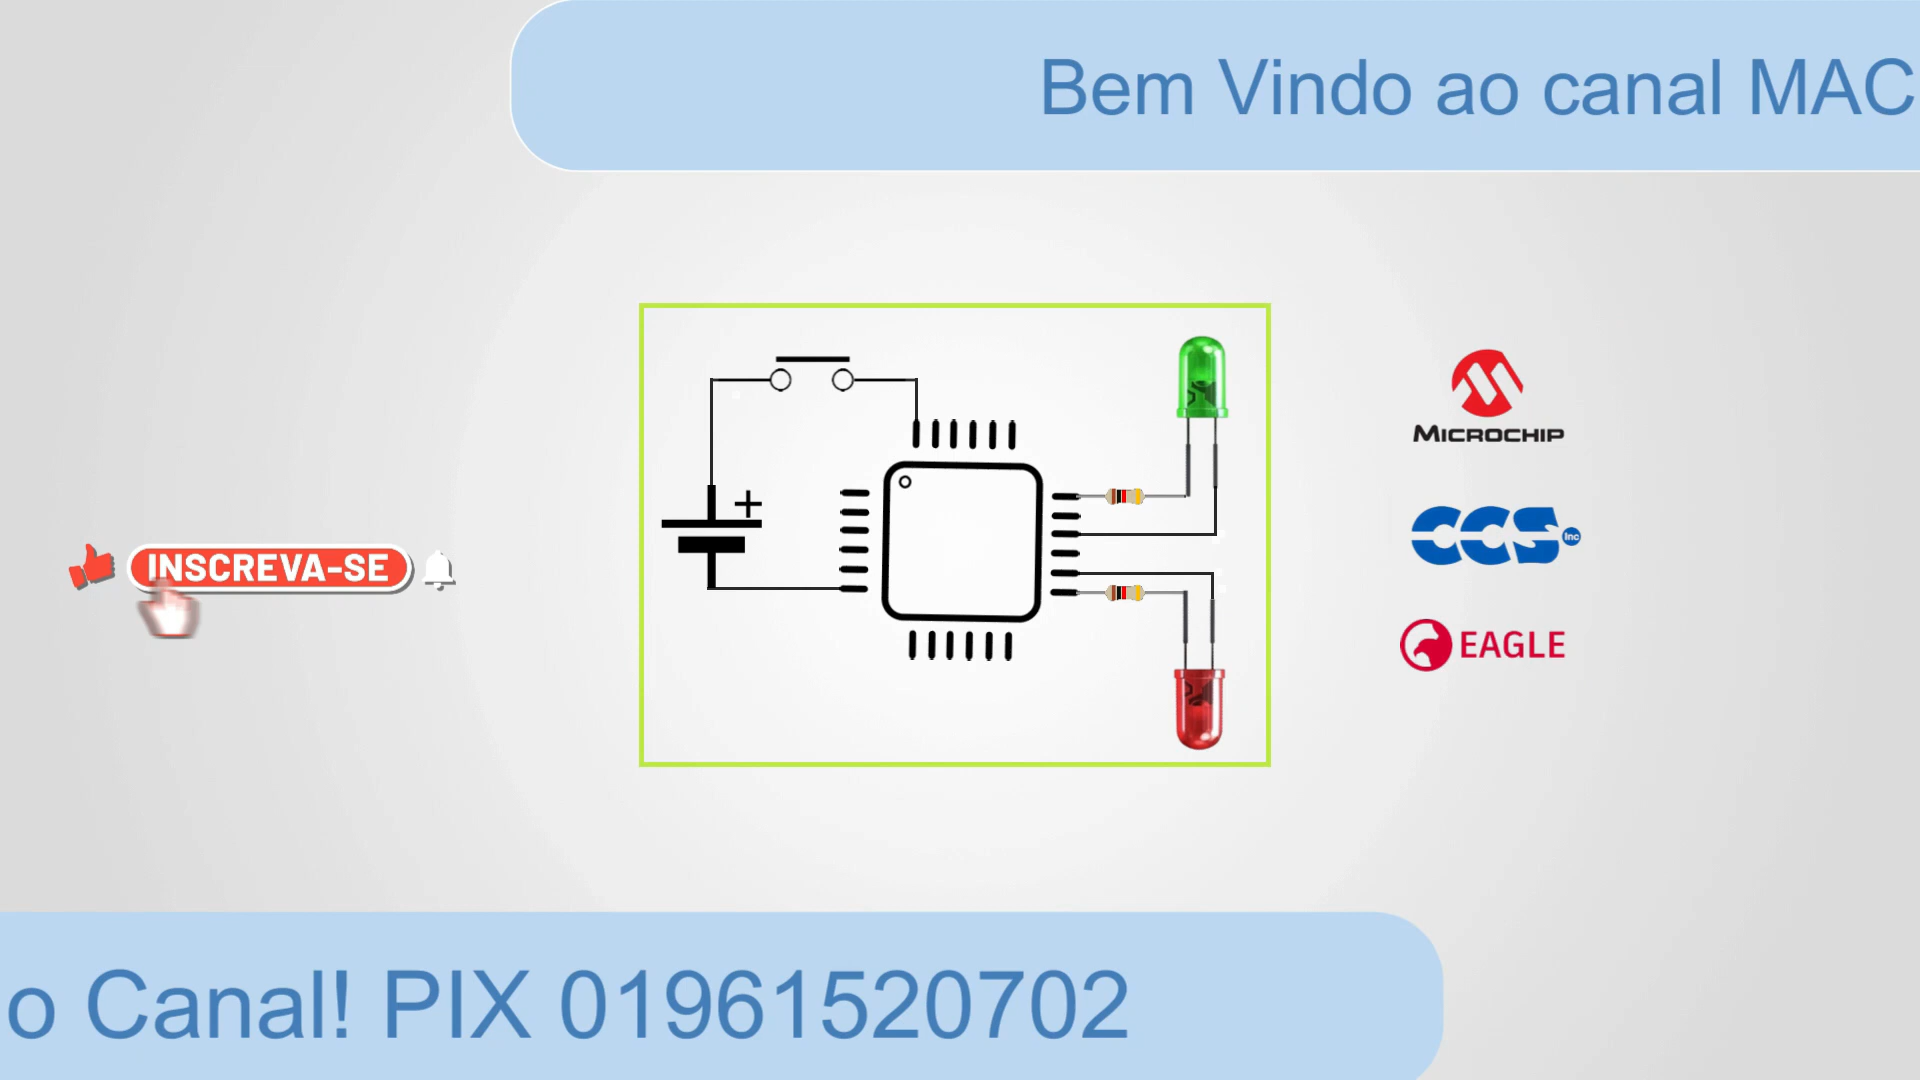 Bem Vindo ao canal MAC
+
MICROCHIP
CCS Inc
INSCREVA-SE
EAGLE
o Canal! PIX 01961520702